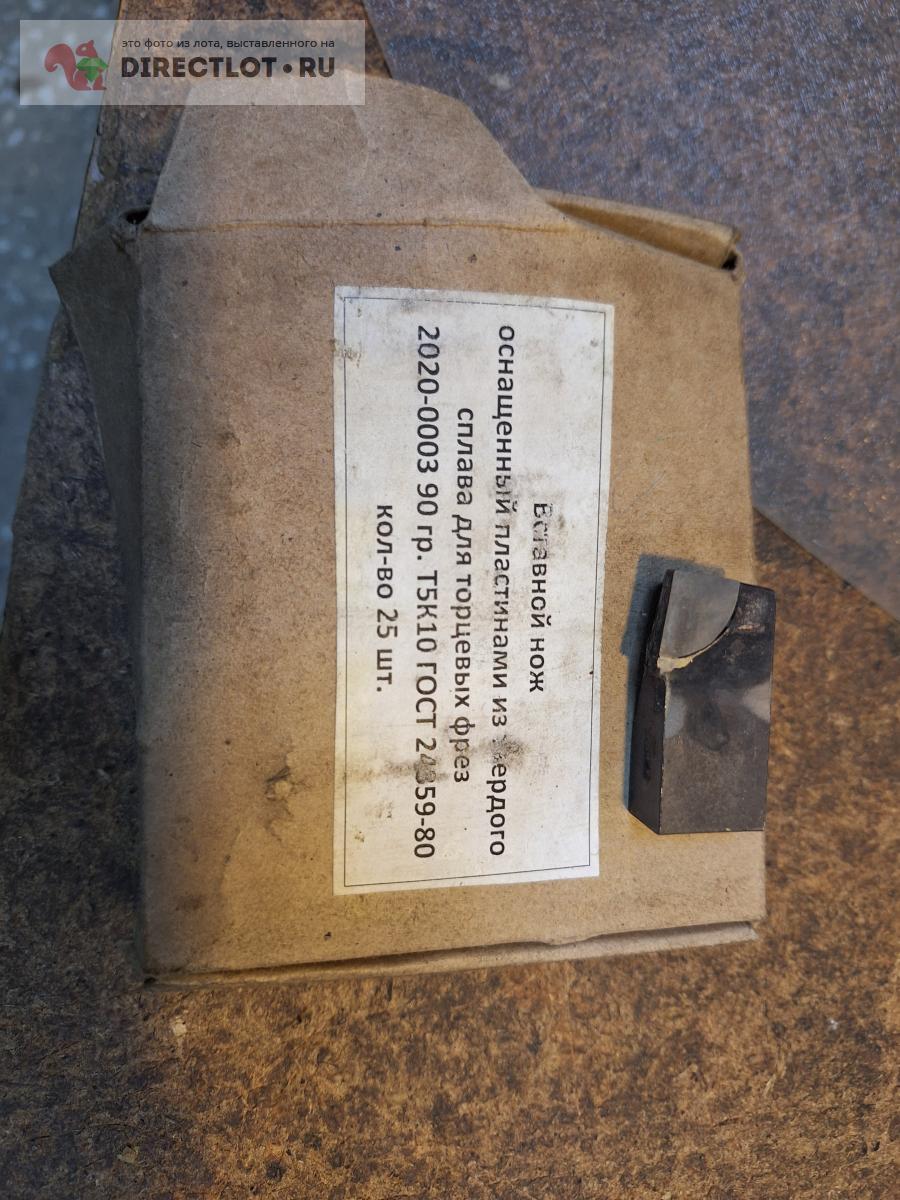 это фото из лота, выставленного на
DIRECTLOT.RU
Вставной нож
оснащенный пластинами из твердого
сплава для торцевых фрез
2020-0003 90 гр. Т5К10 ГОСТ 24359-80
кол-во 25 шт.